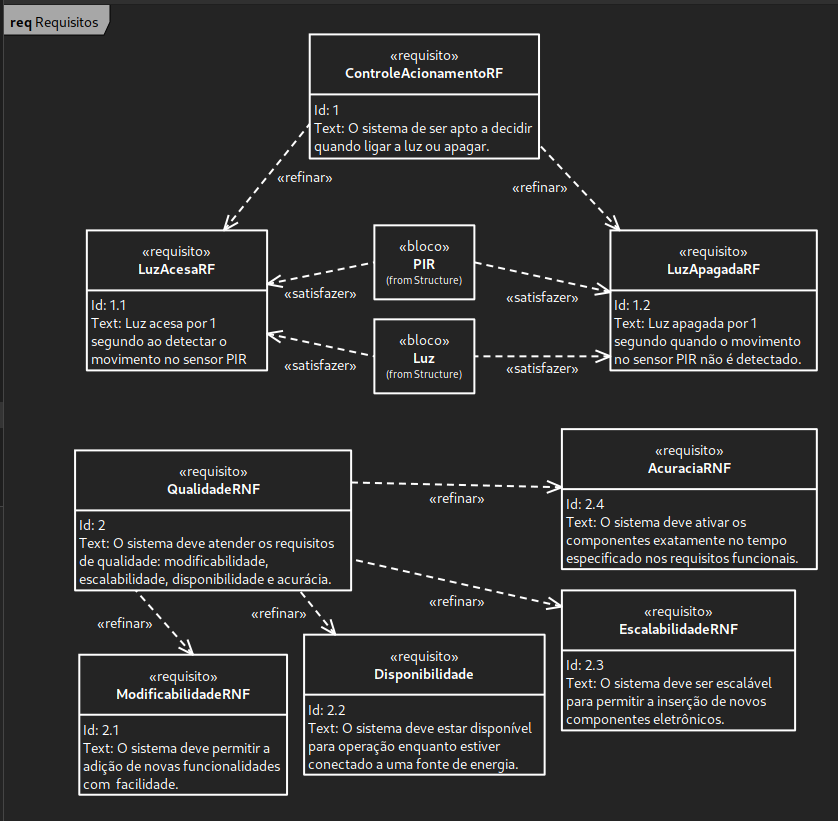 req Requisitos
«requisito»
ControleAcionamentoRF
Id: 1
Text: O sistema de ser apto a decidir
quando ligar a luz ou apagar.
«refinar»
«refinar»
«requisito»
LuzAcesaRF
Id: 1.1
Text: Luz acesa por 1
segundo ao detectar o
movimento no sensor PIR
«bloco»
PIR
(from Structure)
«satisfazer»
«satisfazer»
«bloco»
Luz
(from Structure)
«satisfazer»
«satisfazer»
«requisito»
LuzApagadaRF
Id: 1.2
Text: Luz apagada por 1
segundo quando o movimento
no sensor PIR não é detectado.
«requisito»
QualidadeRNF
Id: 2
Text: O sistema deve atender os requisitos
de qualidade: modificabilidade,
escalabilidade, disponibilidade e acurácia.
«refinar»
«requisito»
AcuraciaRNF
Id: 2.4
Text: O sistema deve ativar os
componentes exatamente no tempo
especificado nos requisitos funcionais.
«refinar»
«requisito»
EscalabilidadeRNF
Id: 2.3
Text: O sistema deve ser escalável
para permitir a inserção de novos
componentes eletrônicos.
«refinar»
«refinar»
«requisito»
ModificabilidadeRNF
Id: 2.1
Text: O sistema deve permitir a
adição de novas funcionalidades
com facilidade.
«requisito»
Disponibilidade
Id: 2.2
Text: O sistema deve estar disponível
para operação enquanto estiver
conectado a uma fonte de energia.